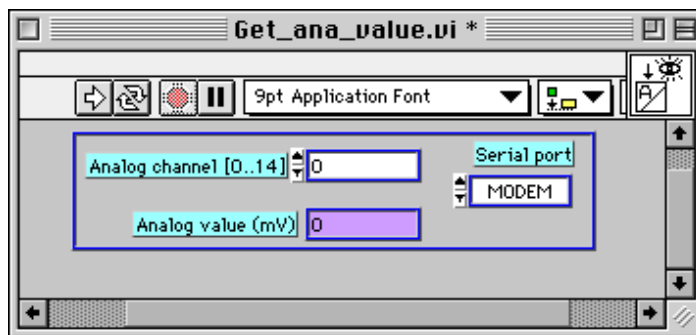 Get_ana_value.vi *
9pt Application Font
A/
Analog channel [0..14] 0
Serial port
MODEM
Analog value (mV) 0